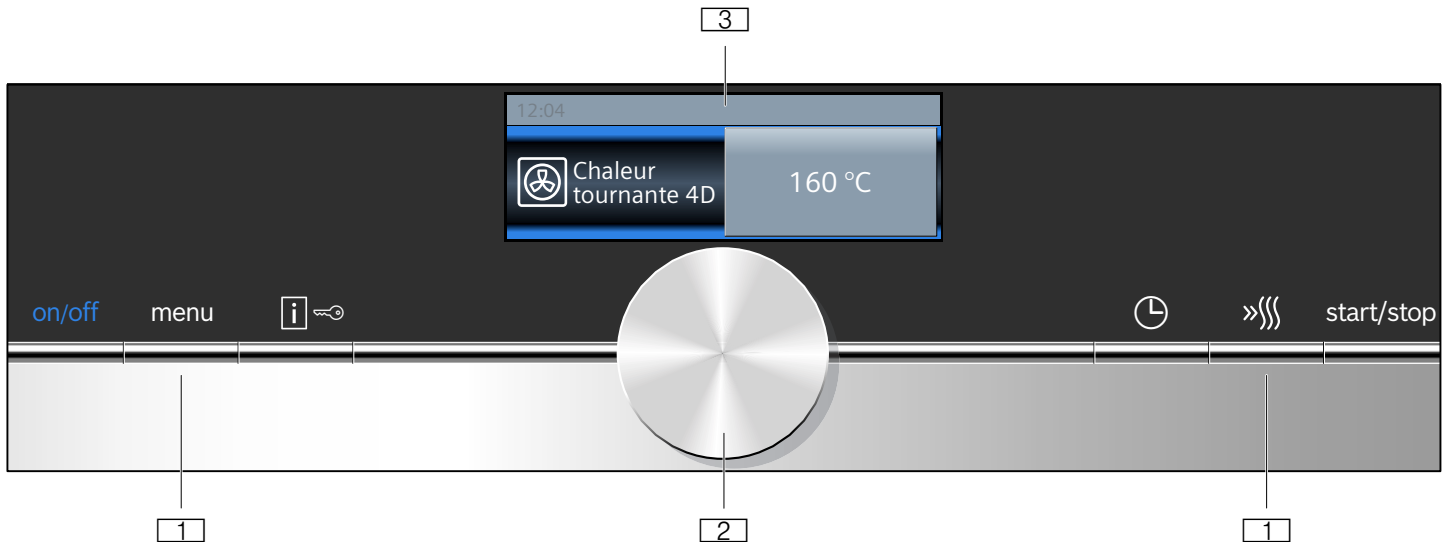 3
12:04
Chaleur
tournante 4D
160 °C
on/off menu i start/stop
1 2 1